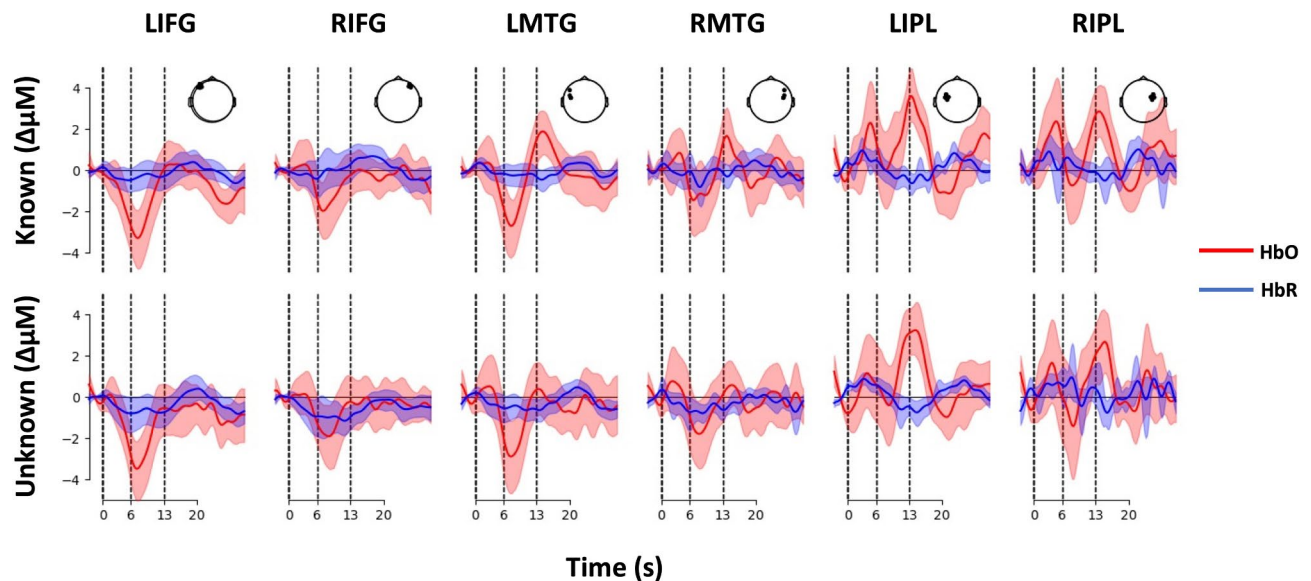 LIFG RIFG LMTG RMTG LIPL RIPL
Known (ΔμM)
4
2
0
−2
−4
HbO
HbR
Unknown (ΔμM)
4
2
0
−2
−4
0 6 13 20 0 6 13 20 0 6 13 20 0 6 13 20 0 6 13 20 0 6 13 20
Time (s)